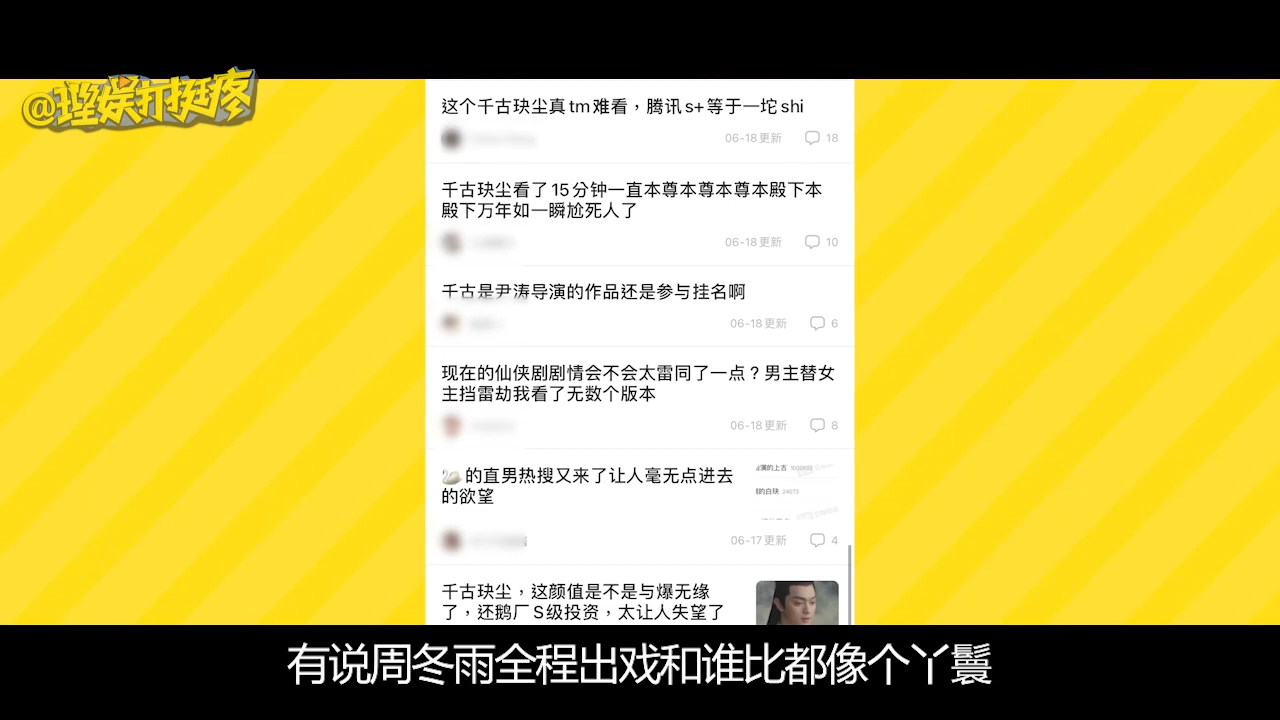 @理娱打挺疼
这个千古玦尘真tm难看，腾讯s+等于一坨shi
06-18更新 18
千古玦尘看了15分钟一直本尊本尊本尊本殿下本
殿下万年如一瞬尬死人了
06-18更新 10
千古是尹涛导演的作品还是参与挂名啊
06-18更新 6
现在的仙侠剧剧情会不会太雷同了一点？男主替女
主挡雷劫我看了无数个版本
06-18更新 8
🦢的直男热搜又来了让人毫无点进去
的欲望
演的上古
的白玦 24073
06-17更新 4
千古玦尘，这颜值是不是与爆无缘
了，还鹅厂S级投资，太让人失望了
有说周冬雨全程出戏和谁比都像个丫鬟